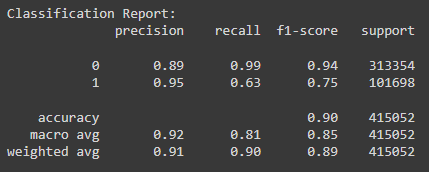 Classification Report:
precision recall f1-score support
0 0.89 0.99 0.94 313354
1 0.95 0.63 0.75 101698
accuracy 0.90 415052
macro avg 0.92 0.81 0.85 415052
weighted avg 0.91 0.90 0.89 415052